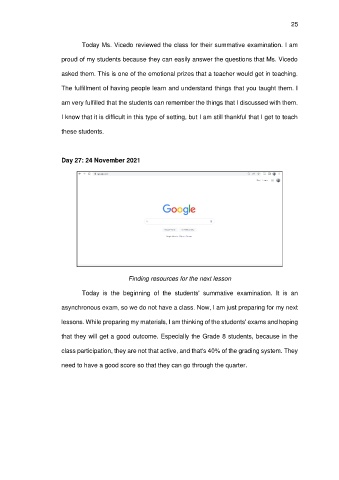 25
Today Ms. Vicedo reviewed the class for their summative examination. I am
proud of my students because they can easily answer the questions that Ms. Vicedo
asked them. This is one of the emotional prizes that a teacher would get in teaching.
The fulfillment of having people learn and understand things that you taught them. I
am very fulfilled that the students can remember the things that I discussed with them.
I know that it is difficult in this type of setting, but I am still thankful that I get to teach
these students.
Day 27: 24 November 2021
Google
Finding resources for the next lesson
Today is the beginning of the students' summative examination. It is an
asynchronous exam, so we do not have a class. Now, I am just preparing for my next
lessons. While preparing my materials, I am thinking of the students' exams and hoping
that they will get a good outcome. Especially the Grade 8 students, because in the
class participation, they are not that active, and that's 40% of the grading system. They
need to have a good score so that they can go through the quarter.